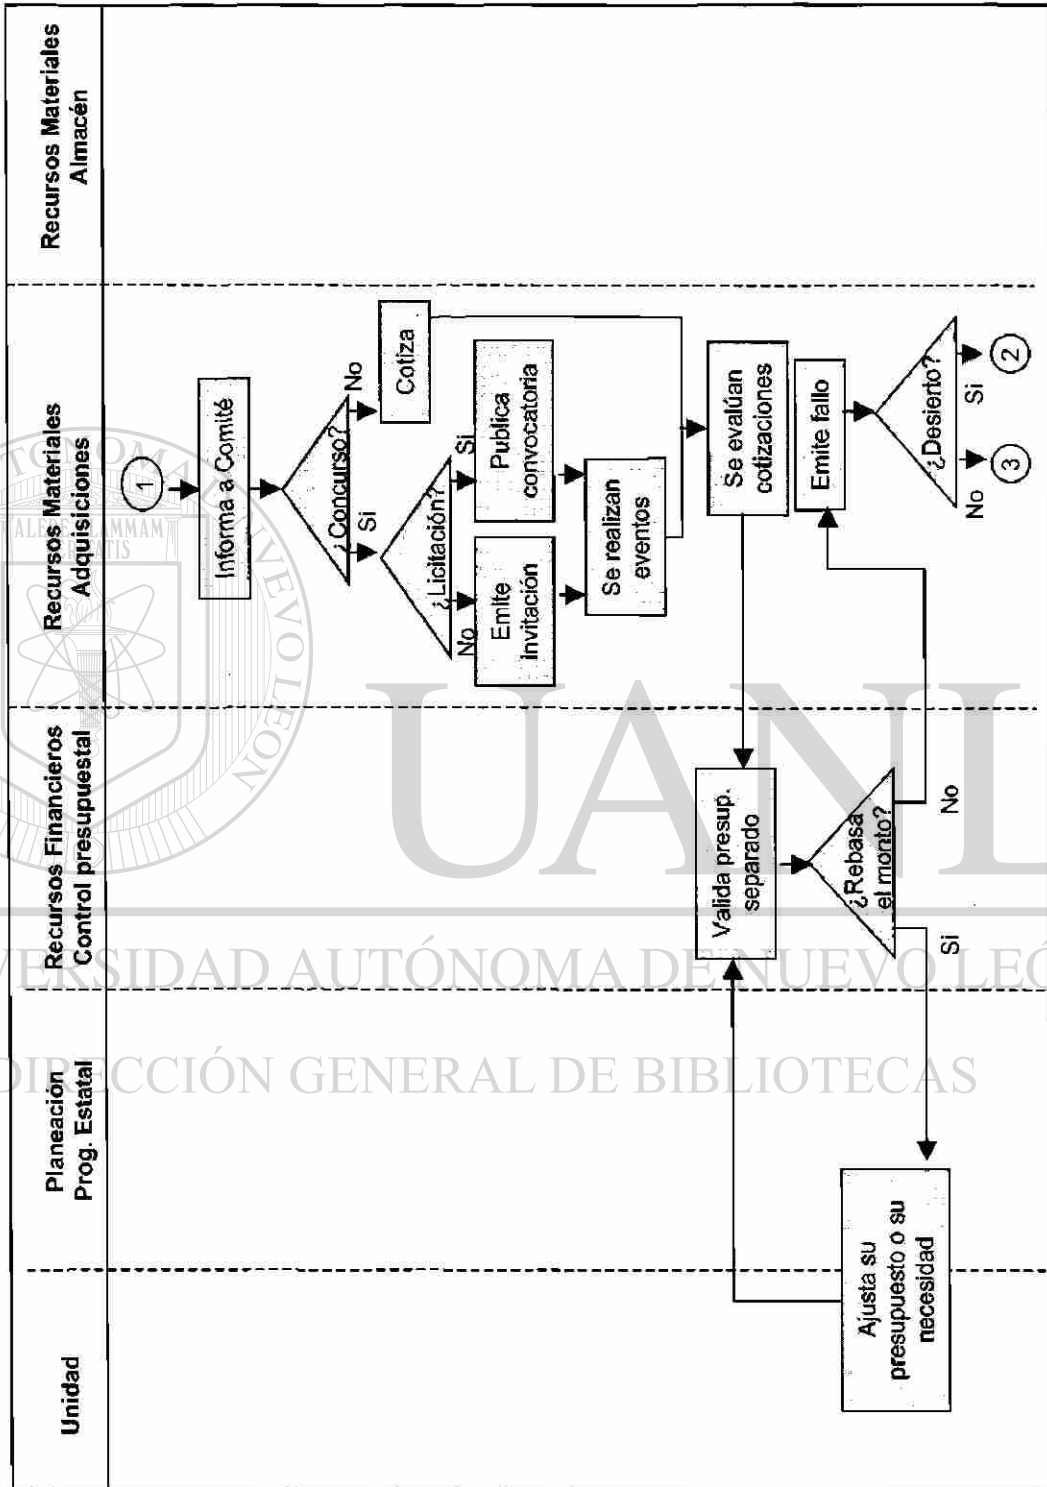 Unidad
Planeación
Prog. Estatal
Recursos Financieros
Control presupuestal
Recursos Materiales
Adquisiciones
Recursos Materiales
Almacén
1
Informa a Comité
¿Concurso?
Si
No
Cotiza
¿Licitación?
No
Si
Emite
invitación
Publica
convocatoria
Se realizan
eventos
Se evalúan
cotizaciones
Valida presup.
separado
¿Rebasa
el monto?
Si
No
Ajusta su
presupuesto o su
necesidad
Emite fallo
¿Desierto?
No
Si
3
2
UANL
VERSIDAD AUTÓNOMA DE NUEVO LEÓ
DIRECCIÓN GENERAL DE BIBLIOTECAS